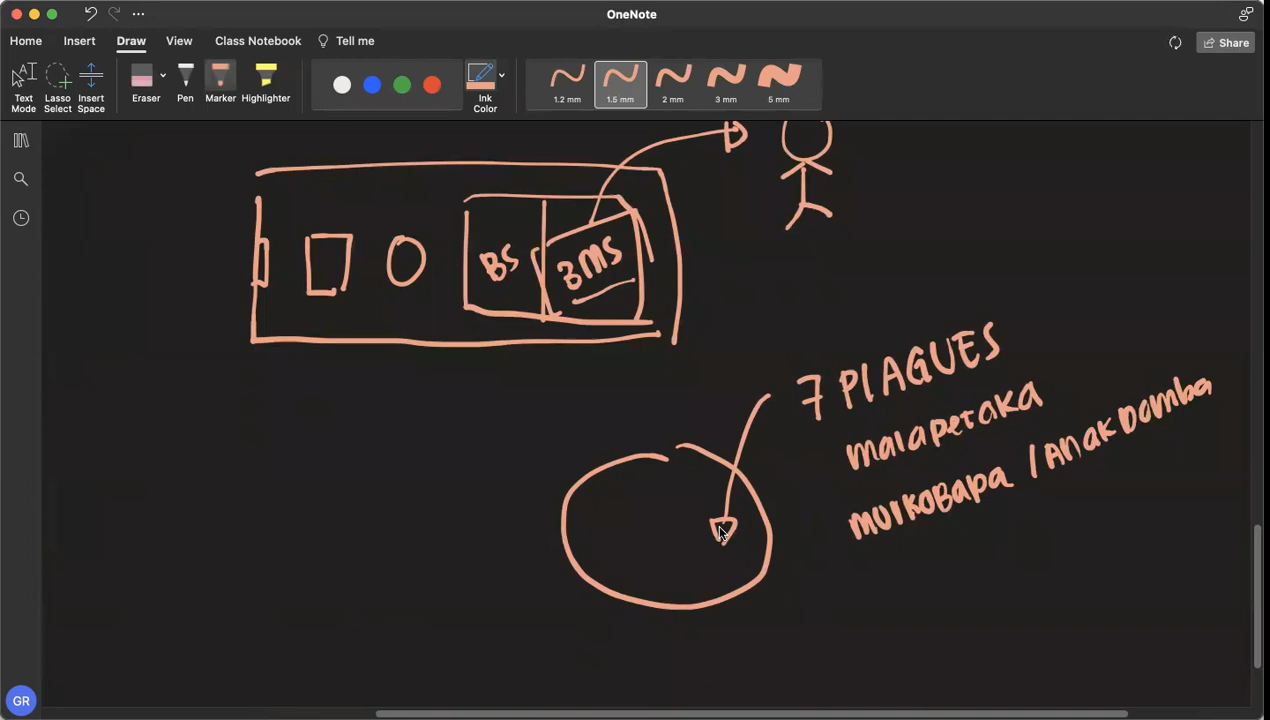 OneNote
Home Insert Draw View Class Notebook Tell me
Share
Text Mode
Lasso Select
Insert Space
Eraser
Pen
Marker
Highlighter
Ink Color
1.2 mm
1.5 mm
2 mm
3 mm
5 mm
BS
BMS
7 PLAGUES
malapetaka
murkoBapa / Anak Domba
GR